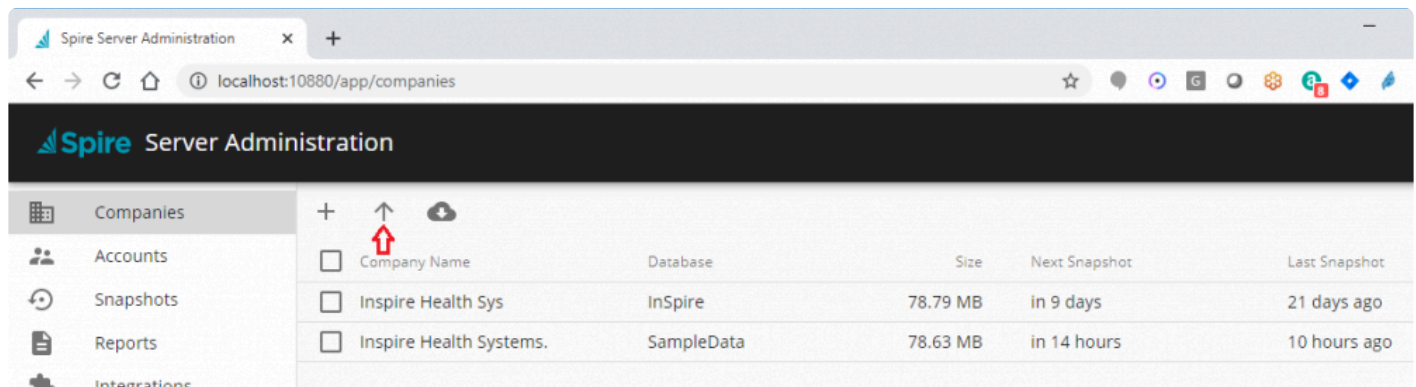 Spire Server Administration
localhost:10880/app/companies
G
a
8
Spire Server Administration
Companies
Accounts
Snapshots
Reports
Integrations
Company Name Database Size Next Snapshot Last Snapshot
Inspire Health Sys InSpire 78.79 MB in 9 days 21 days ago
Inspire Health Systems. SampleData 78.63 MB in 14 hours 10 hours ago